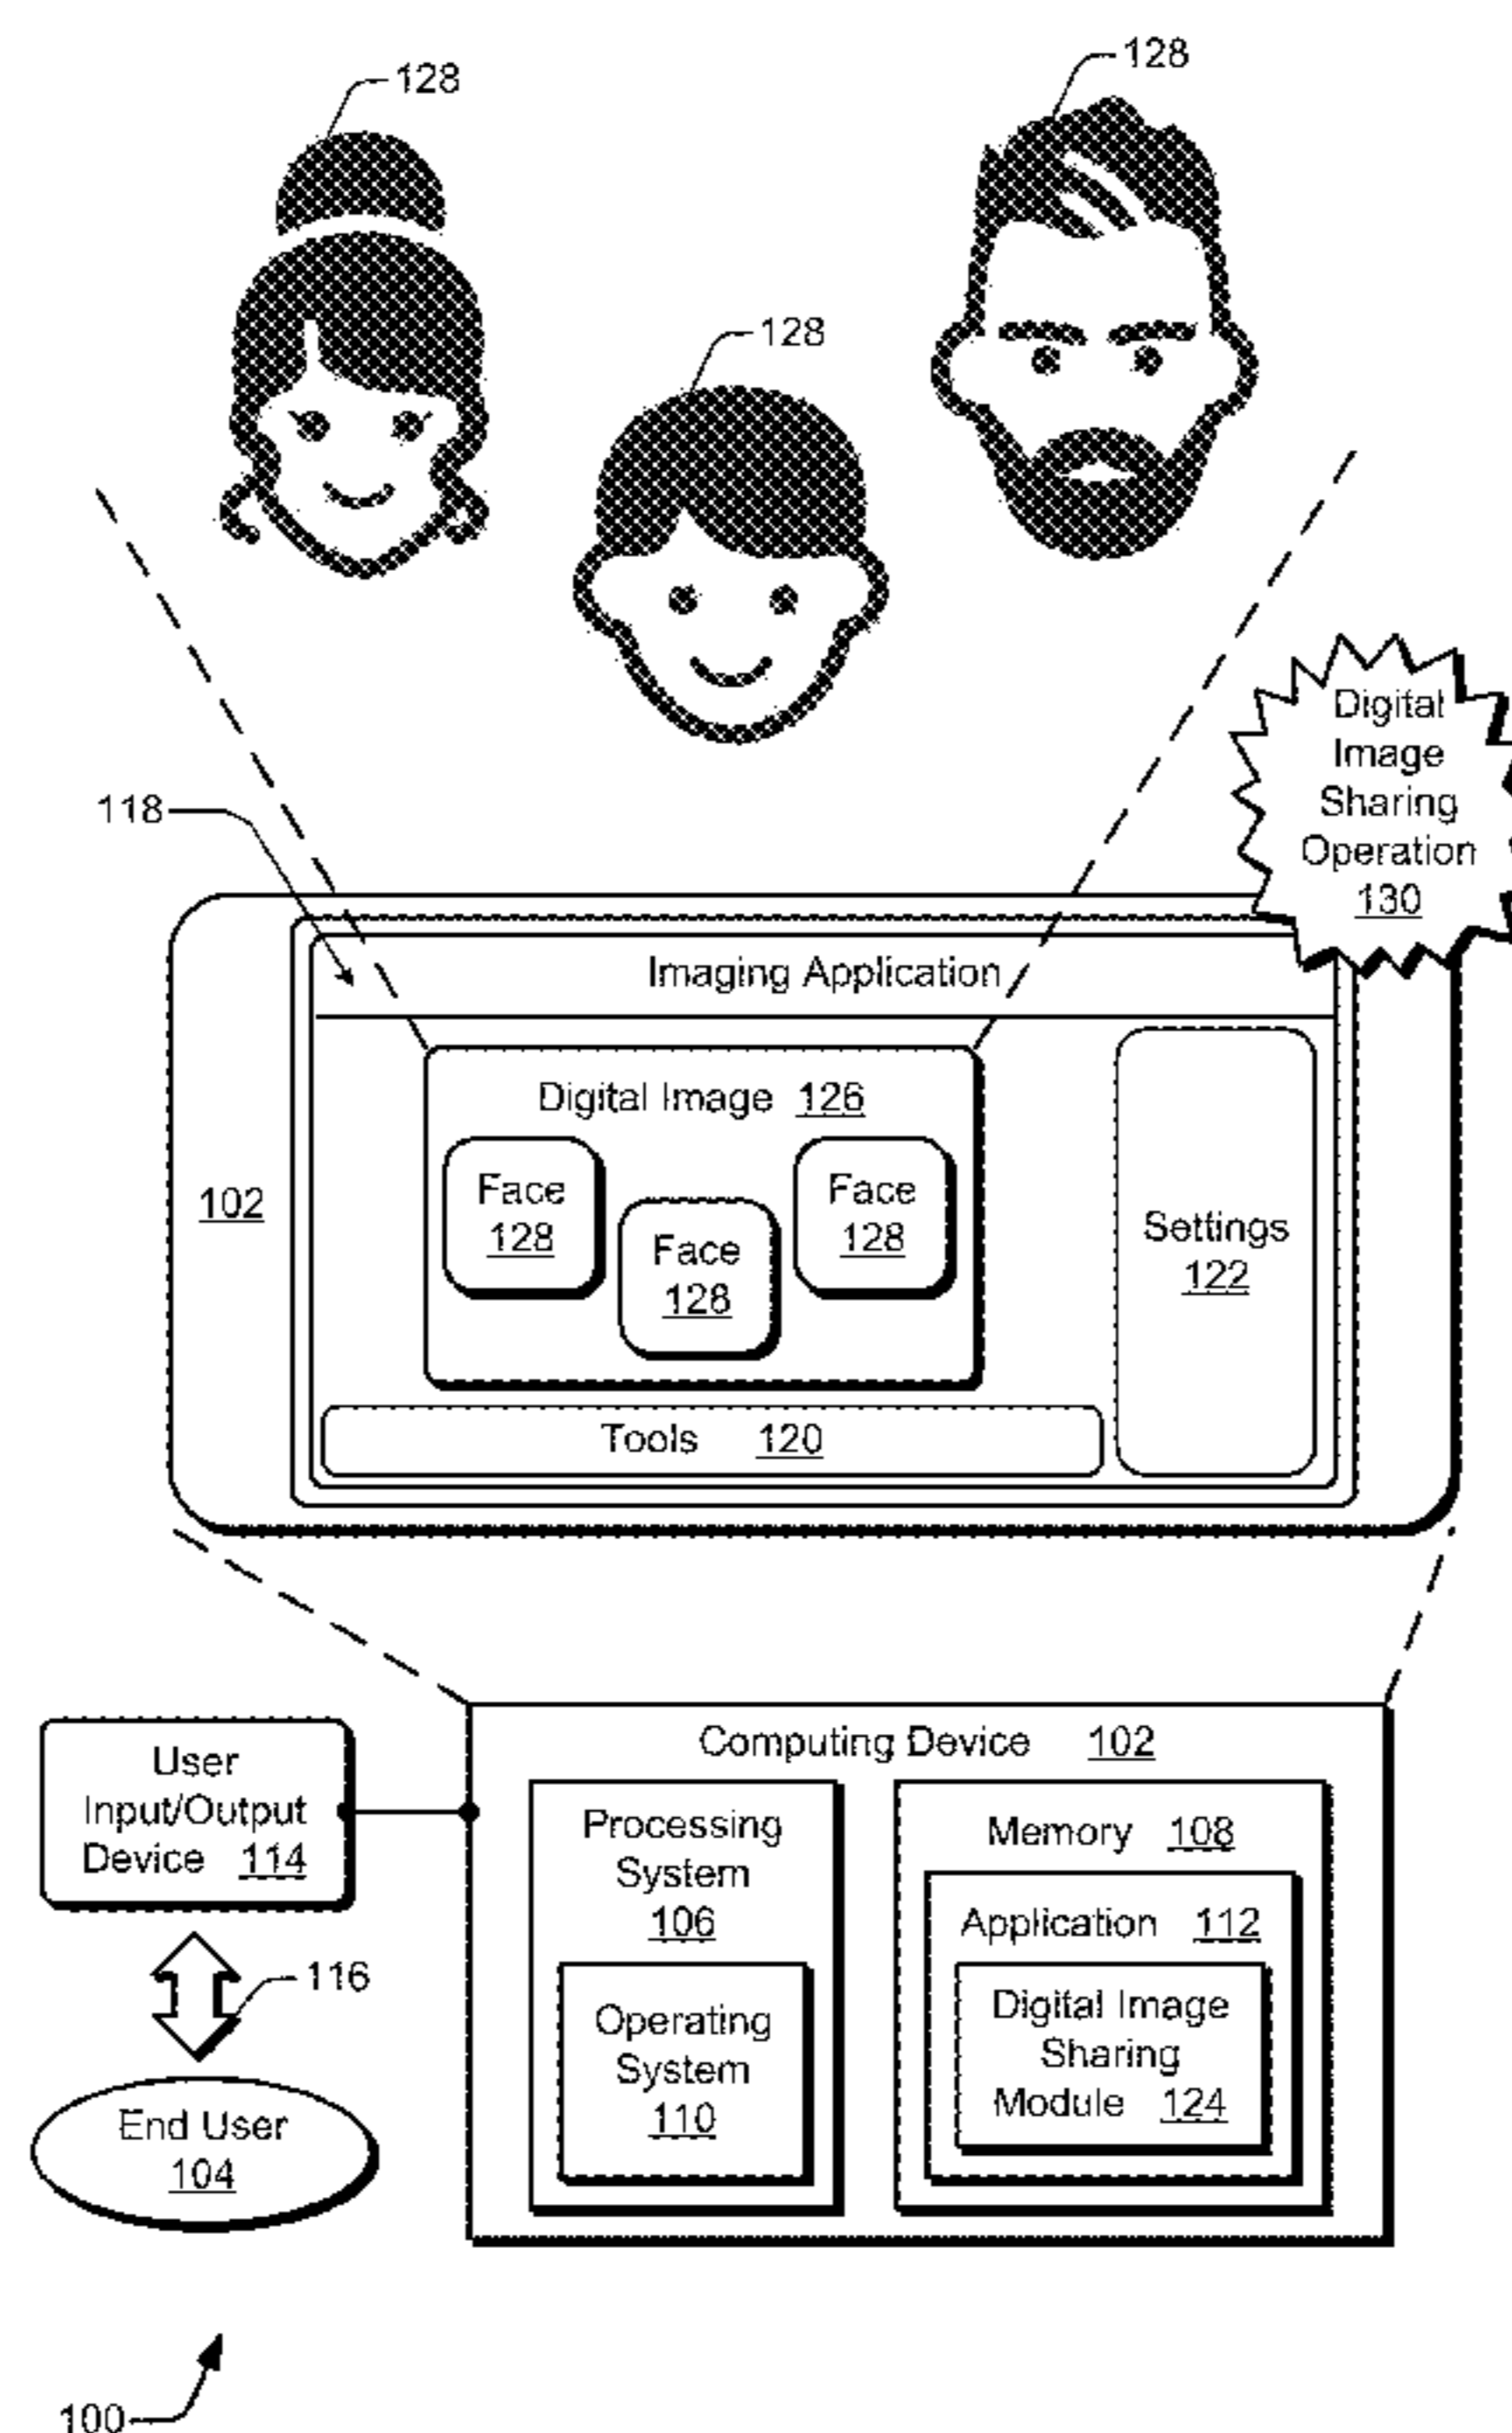 128
128
128
Digital
Image
Sharing
Operation
130
118
Imaging Application
Digital Image 126
Face
128
Face
128
Face
128
102
Settings
122
Tools 120
Computing Device 102
User
Input/Output
Device 114
Processing
System
106
Memory 108
Application 112
Operating
System
110
Digital Image
Sharing
Module 124
116
End User
104
100